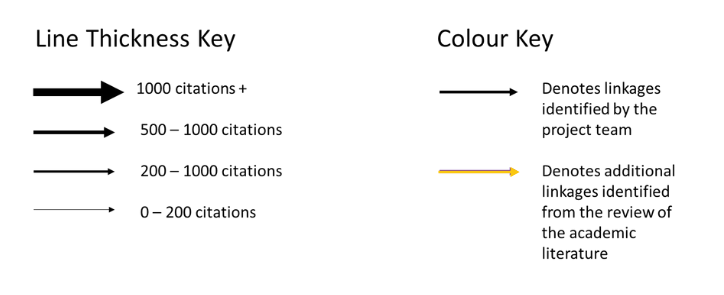 Line Thickness Key
1000 citations +
500 – 1000 citations
200 – 1000 citations
0 – 200 citations
Colour Key
Denotes linkages
identified by the
project team
Denotes additional
linkages identified
from the review of
the academic
literature